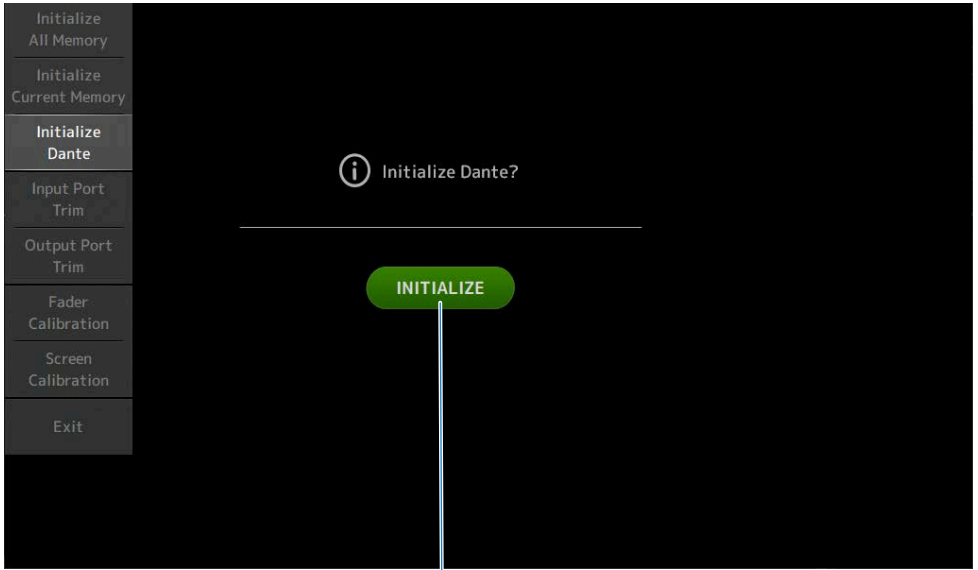 Initialize
All Memory
Initialize
Current Memory
Initialize
Dante
Input Port
Trim
Output Port
Trim
Fader
Calibration
Screen
Calibration
Exit
Initialize Dante?
INITIALIZE